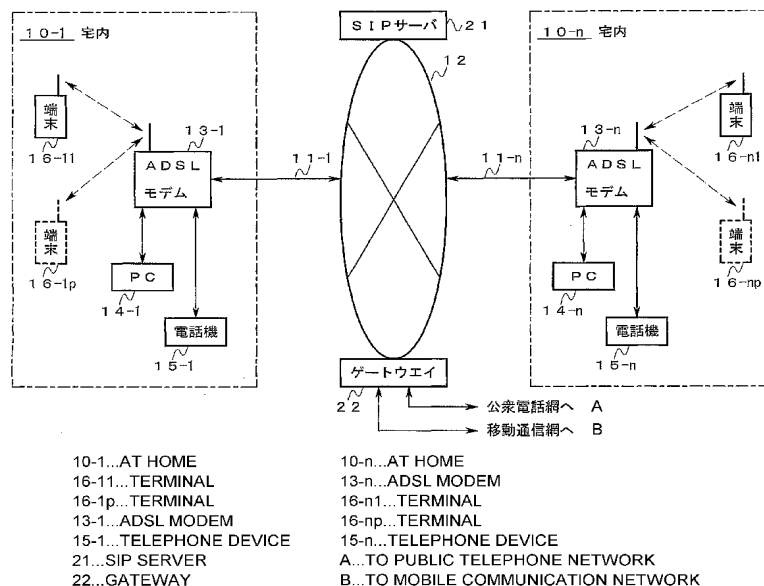 SIPサーバ 21
12
10-1 宅内
端末
16-11
端末
16-1p
13-1
ADSL
モデム
11-1
PC
14-1
電話機
15-1
10-n 宅内
13-n
ADSL
モデム
11-n
端末
16-n1
端末
16-np
PC
14-n
電話機
15-n
ゲートウエイ
22
公衆電話網へ A
移動通信網へ B
10-1...AT HOME
16-11...TERMINAL
16-1p...TERMINAL
13-1...ADSL MODEM
15-1...TELEPHONE DEVICE
21...SIP SERVER
22...GATEWAY
10-n...AT HOME
13-n...ADSL MODEM
16-n1...TERMINAL
16-np...TERMINAL
15-n...TELEPHONE DEVICE
A...TO PUBLIC TELEPHONE NETWORK
B...TO MOBILE COMMUNICATION NETWORK